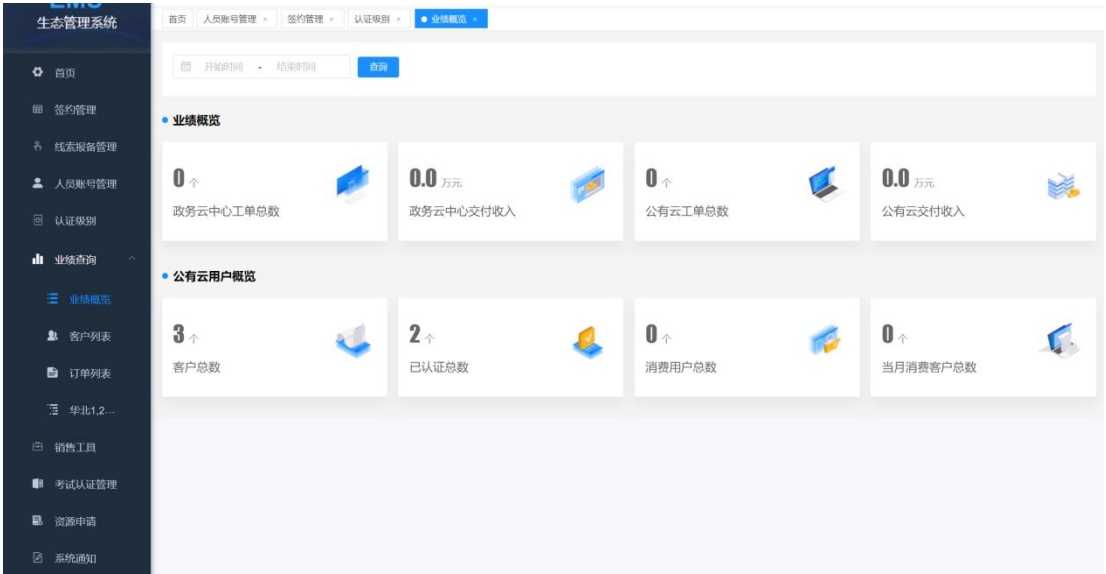 EMS
生态管理系统
首页
签约管理
线索报备管理
人员账号管理
认证级别
业绩查询
业绩概览
客户列表
订单列表
华北1,2...
销售工具
考试认证管理
资源申请
系统通知
首页 人员账号管理 × 签约管理 × 认证级别 × 业绩概览 ×
开始时间 - 结束时间 查询
业绩概览
0 个
政务云中心工单总数
0.0 万元
政务云中心交付收入
0 个
公有云工单总数
0.0 万元
公有云交付收入
公有云用户概览
3 个
客户总数
2 个
已认证总数
0 个
消费用户总数
0 个
当月消费客户总数